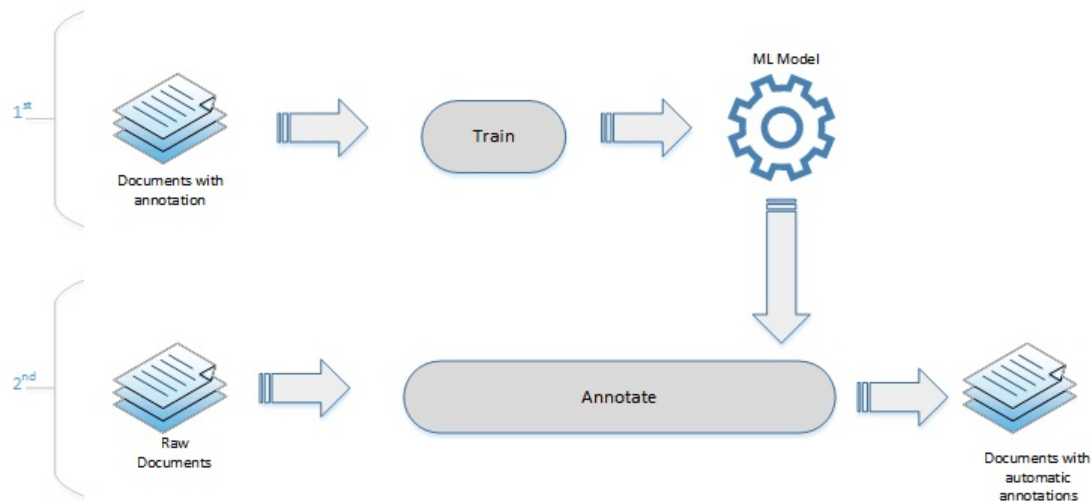 ML Model
1st
Train
Documents with
annotation
2nd
Annotate
Raw
Documents
Documents with
automatic
annotations